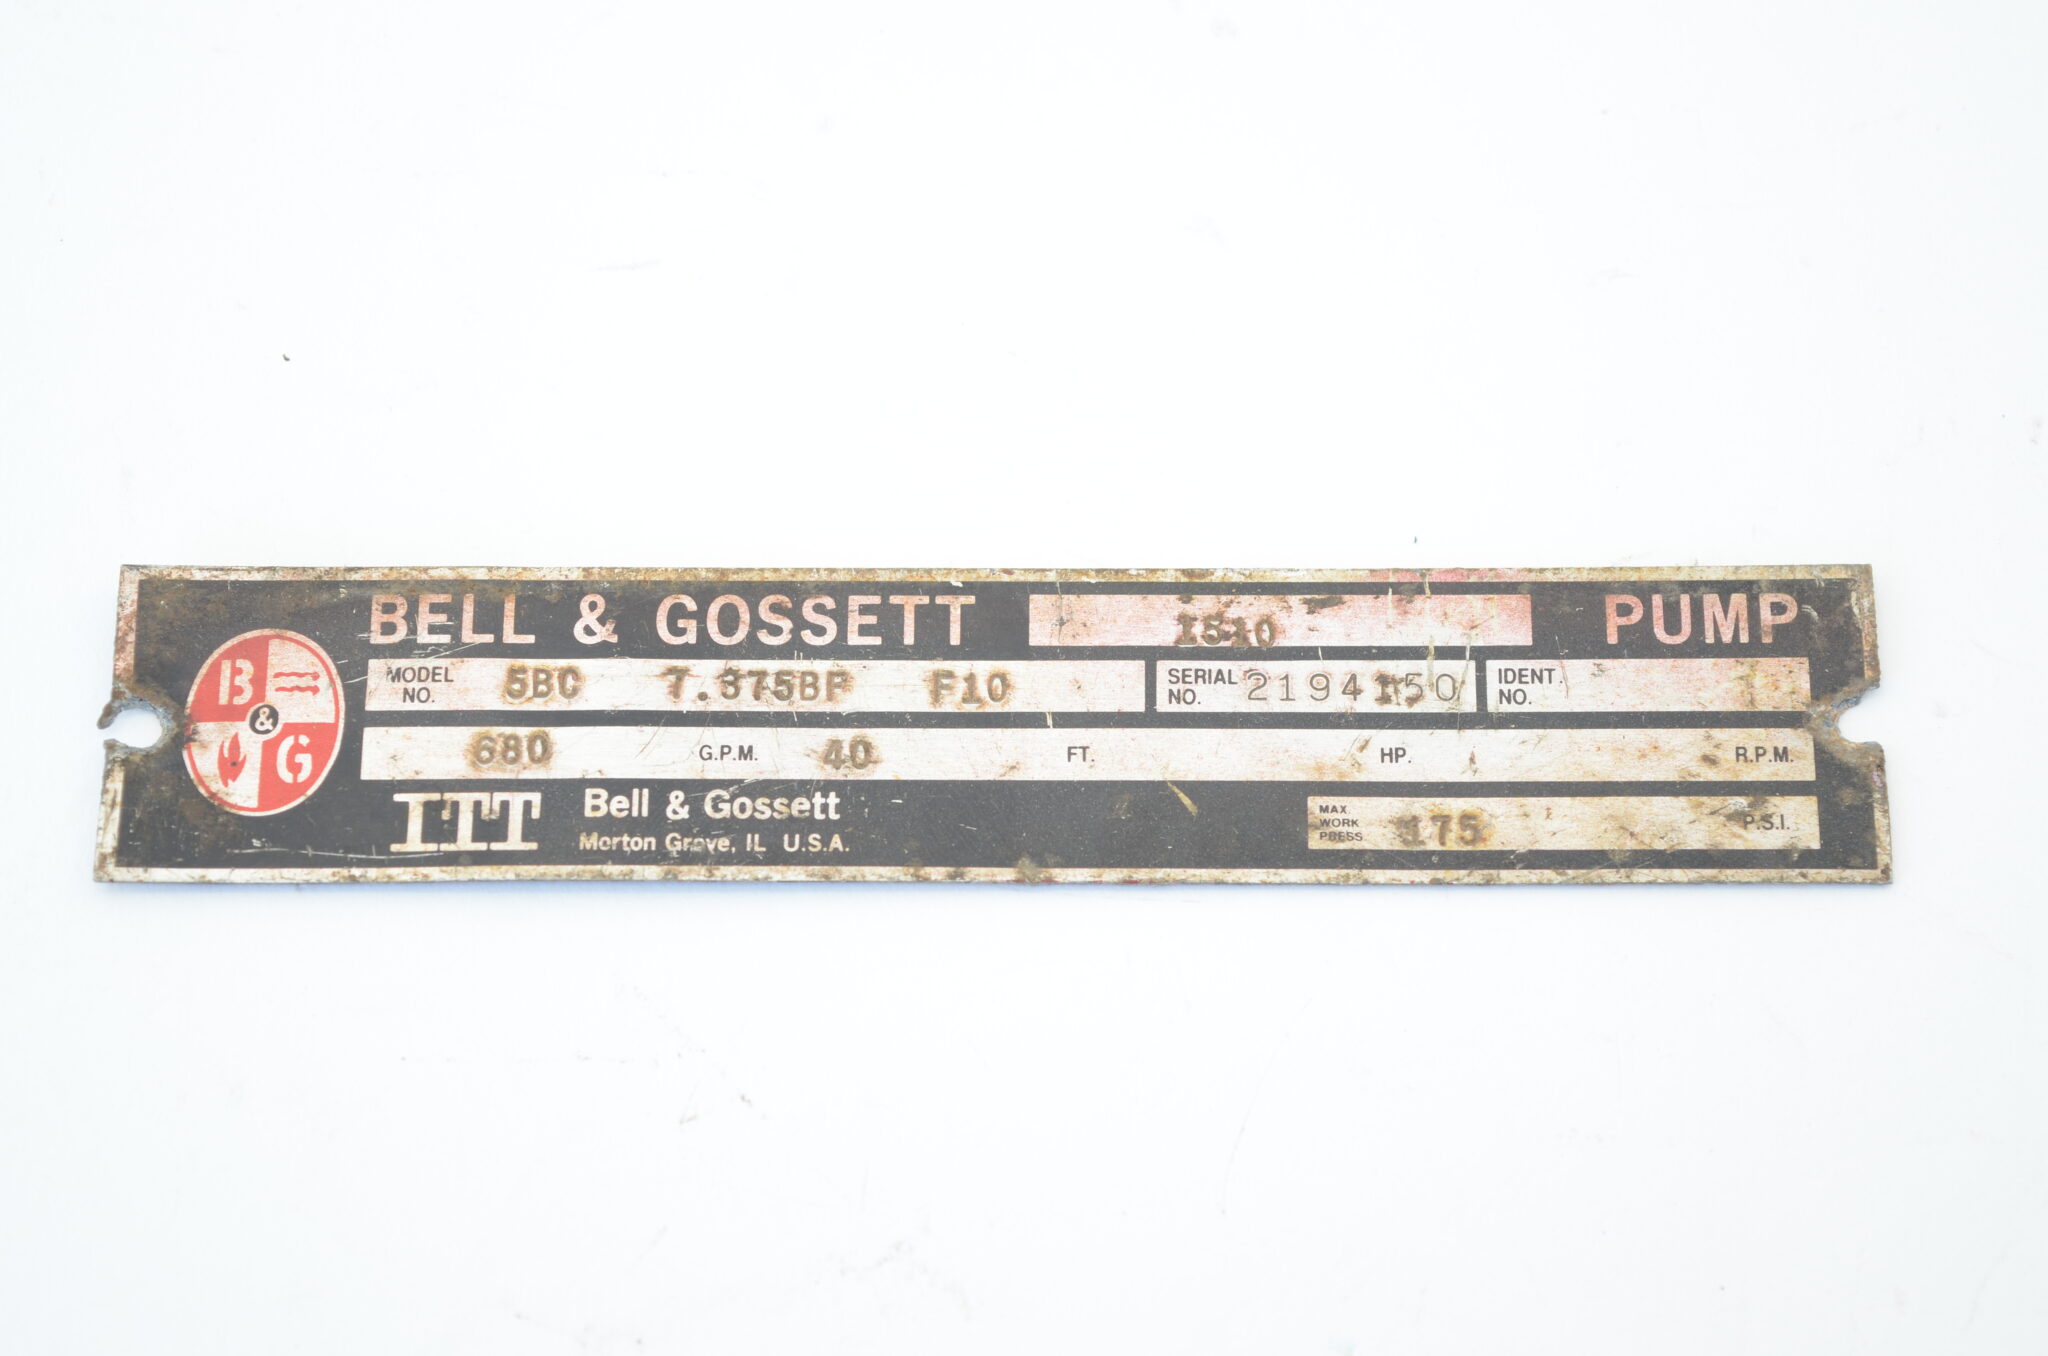 BELL & GOSSETT 1510 PUMP
B & G
MODEL NO. 5BC 7.375BF F10 SERIAL NO. 2194150 IDENT. NO.
680 G.P.M. 40 FT. HP. R.P.M.
ITT Bell & Gossett
Morton Grove, IL U.S.A.
MAX. WORK PRESS 175 P.S.I.